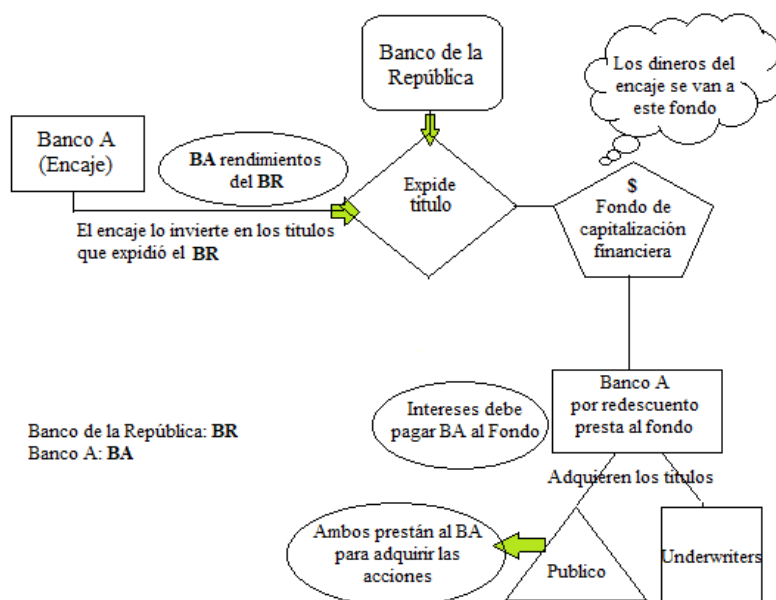 Banco de la
República
Los dineros del
encaje se van a
este fondo
Banco A
(Encaje)
BA rendimientos
del BR
Expide
título
$
Fondo de
capitalización
financiera
El encaje lo invierte en los títulos
que expidió el BR
Banco A
por redescuento
presta al fondo
Intereses debe
pagar BA al Fondo
Banco de la República: BR
Banco A: BA
Adquieren los títulos
Ambos prestán al BA
para adquirir las
acciones
Publico
Underwriters